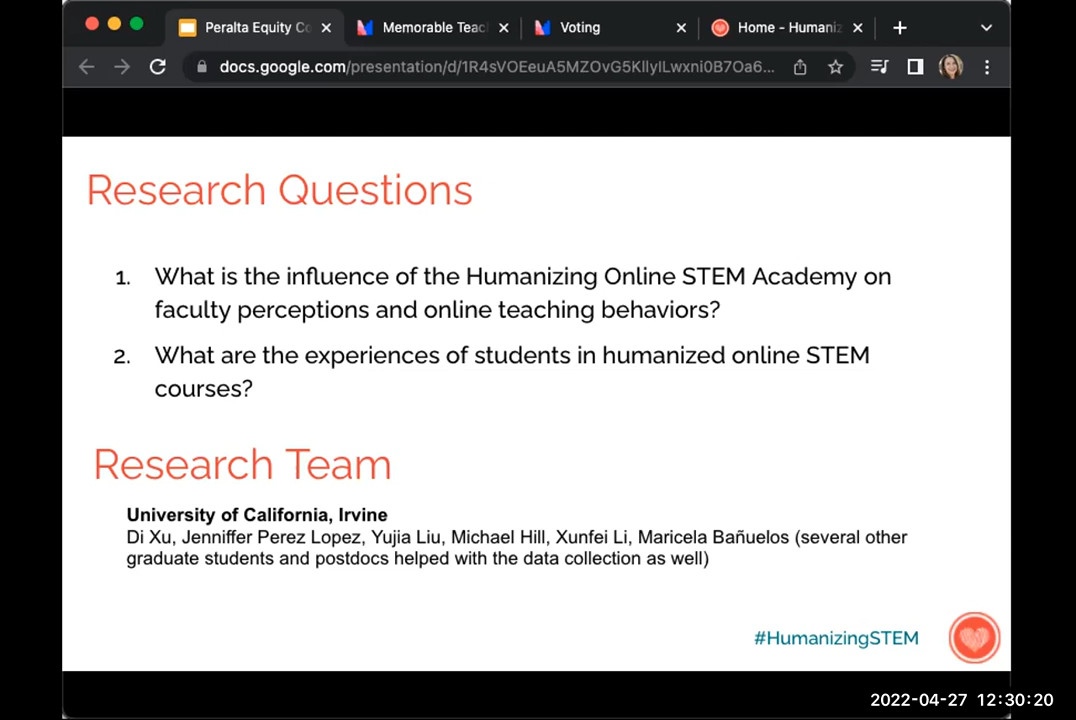 Peralta Equity Co
Memorable Teac
Voting
Home - Humaniz
docs.google.com/presentation/d/1R4sVOEeuA5MZOvG5KIlyILwxni0B7Oa6...
Research Questions
1. What is the influence of the Humanizing Online STEM Academy on
faculty perceptions and online teaching behaviors?
2. What are the experiences of students in humanized online STEM
courses?
Research Team
University of California, Irvine
Di Xu, Jenniffer Perez Lopez, Yujia Liu, Michael Hill, Xunfei Li, Maricela Bañuelos (several other
graduate students and postdocs helped with the data collection as well)
#HumanizingSTEM
2022-04-27 12:30:20